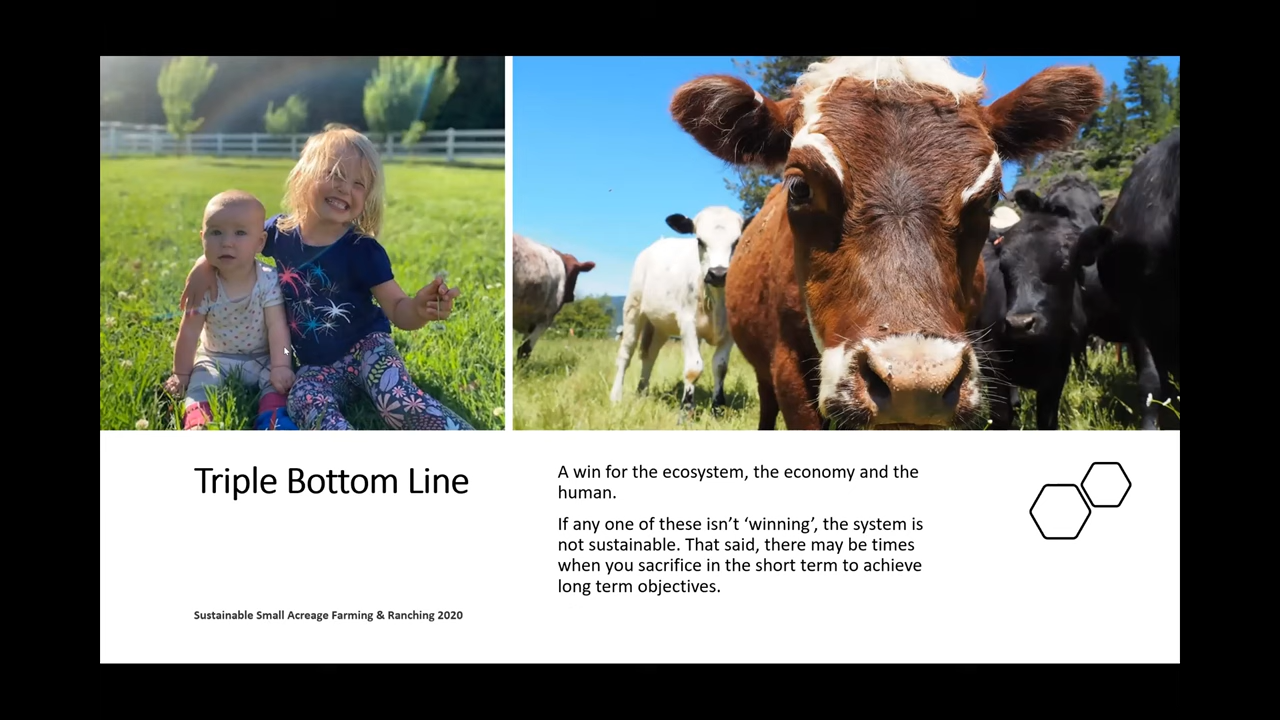 Triple Bottom Line
A win for the ecosystem, the economy and the
human.
If any one of these isn’t ‘winning’, the system is
not sustainable. That said, there may be times
when you sacrifice in the short term to achieve
long term objectives.
Sustainable Small Acreage Farming & Ranching 2020